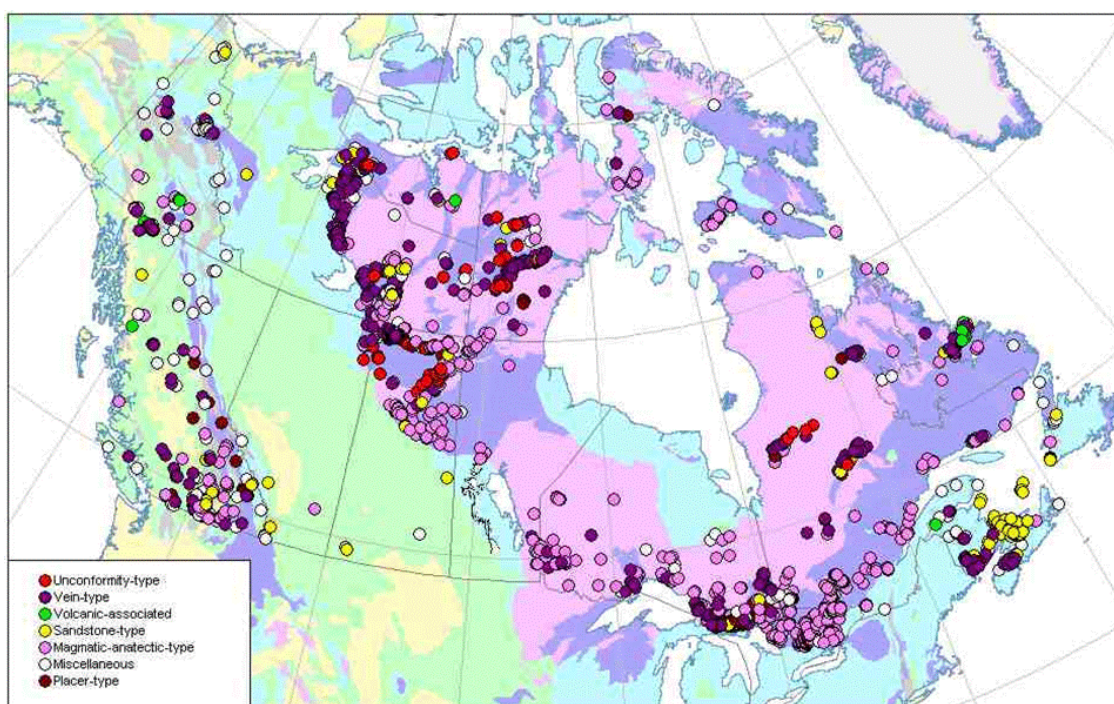 Unconformity-type
Vein-type
Volcanic-associated
Sandstone-type
Magmatic-anatectic-type
Miscellaneous
Placer-type